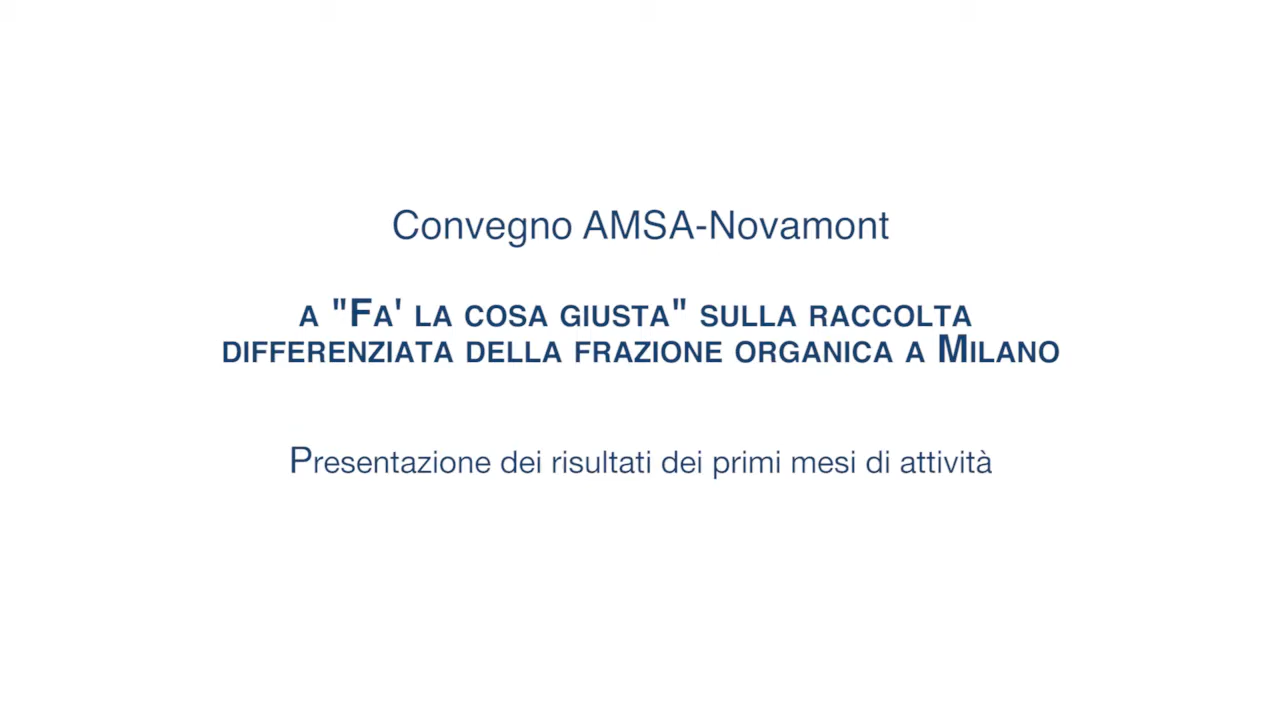 Convegno AMSA-Novamont
A "FA' LA COSA GIUSTA" SULLA RACCOLTA
DIFFERENZIATA DELLA FRAZIONE ORGANICA A MILANO
Presentazione dei risultati dei primi mesi di attività